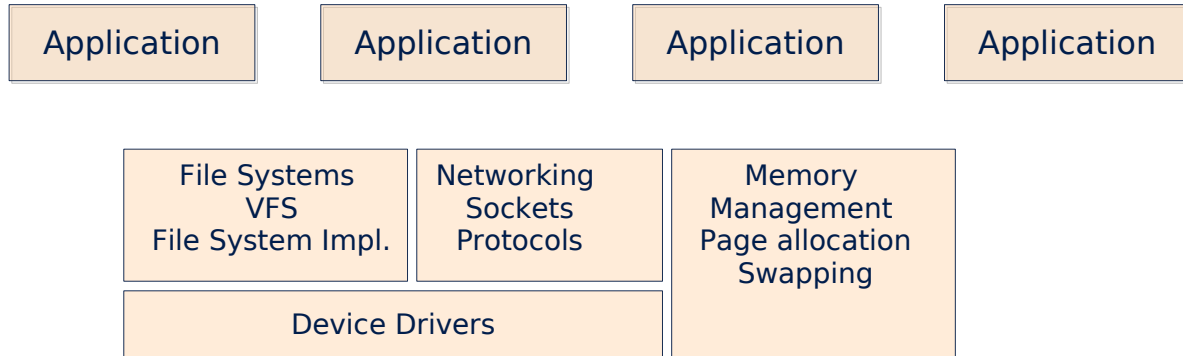 Application
Application
Application
Application
File Systems
VFS
File System Impl.
Networking
Sockets
Protocols
Memory
Management
Page allocation
Swapping
Device Drivers